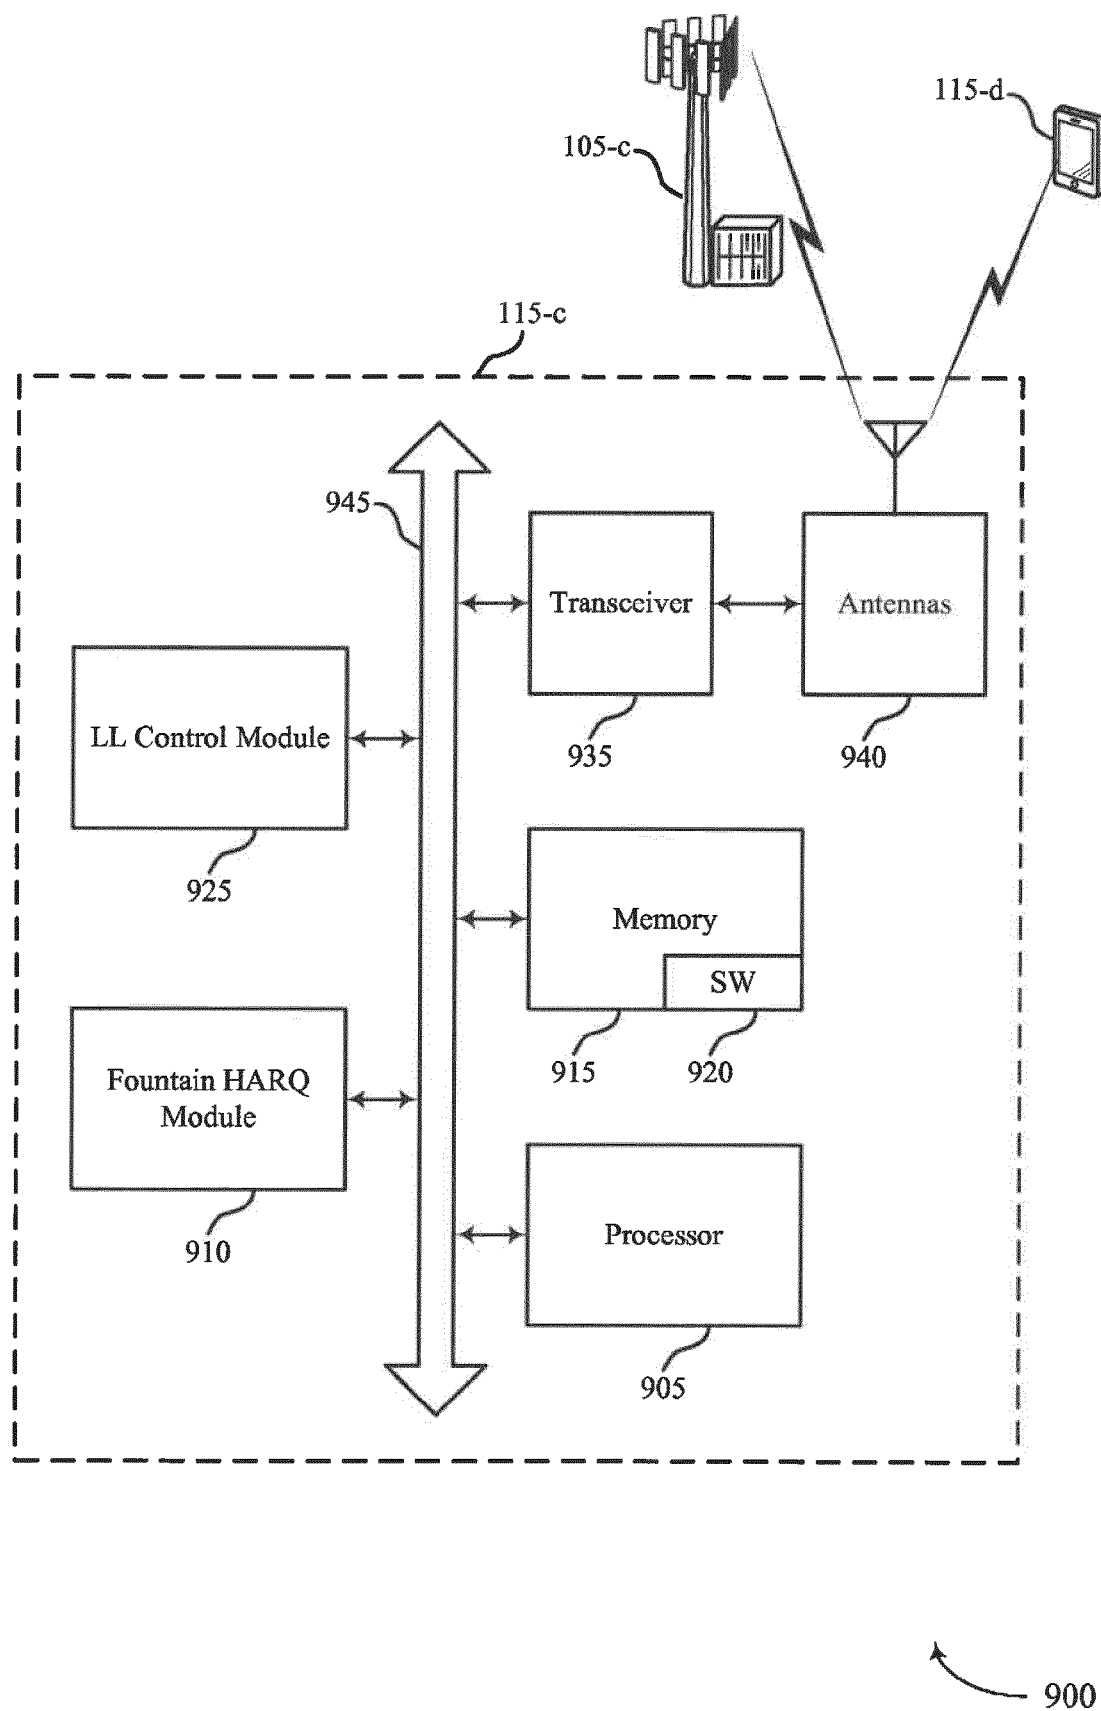 115-d
105-c
115-c
945
Transceiver
Antennas
935
940
LL Control Module
925
Memory
SW
915
920
Fountain HARQ
Module
910
Processor
905
900